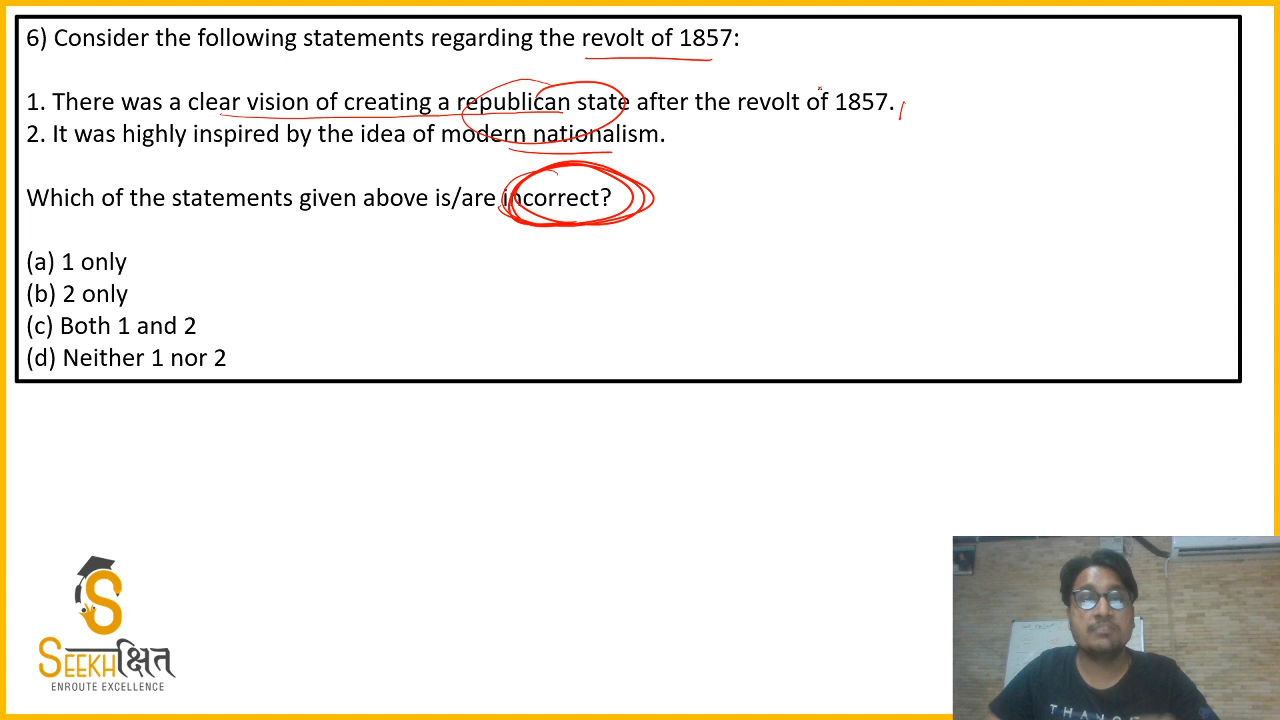 6) Consider the following statements regarding the revolt of 1857:
1. There was a clear vision of creating a republican state after the revolt of 1857.
2. It was highly inspired by the idea of modern nationalism.
Which of the statements given above is/are incorrect?
(a) 1 only
(b) 2 only
(c) Both 1 and 2
(d) Neither 1 nor 2
S
SEEKHक्षित
ENROUTE EXCELLENCE